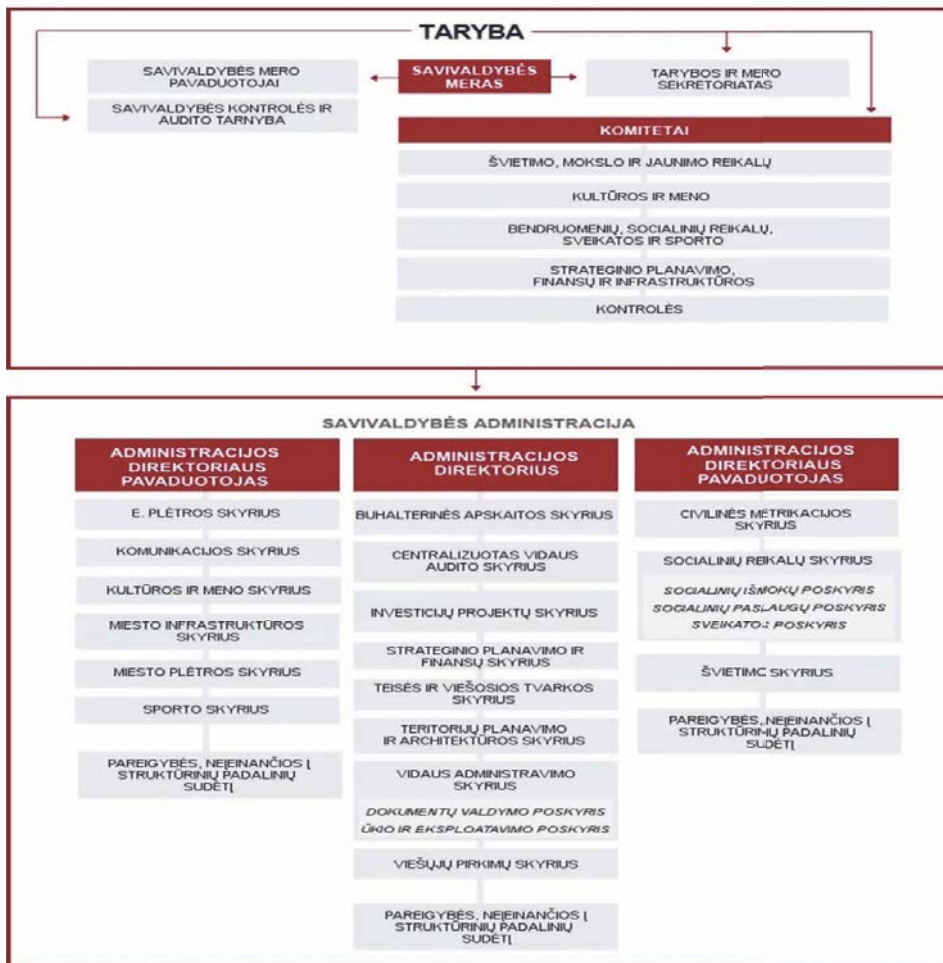 TARYBA
SAVIVALDYBĖS MERO
PAVADUOTOJAI
SAVIVALDYBĖS
MERAS
TARYBOS IR MERO
SEKRETORIATAS
SAVIVALDYBĖS KONTROLĖS IR
AUDITO TARNYBA
KOMITETAI
ŠVIETIMO, MOKSLO IR JAUNIMO REIKALŲ
KULTŪROS IR MENO
BENDRUOMENIŲ, SOCIALINIŲ REIKALŲ,
SVEIKATOS IR SPORTO
STRATEGINIO PLANAVIMO,
FINANSŲ IR INFRASTRUKTŪROS
KONTROLĖS
SAVIVALDYBĖS ADMINISTRACIJA
ADMINISTRACIJOS
DIREKTORIAUS
PAVADUOTOJAS
E. PLĖTROS SKYRIUS
KOMUNIKACIJOS SKYRIUS
KULTŪROS IR MENO SKYRIUS
MIESTO INFRASTRUKTŪROS
SKYRIUS
MIESTO PLĖTROS SKYRIUS
SPORTO SKYRIUS
PAREIGYBĖS, NEĮEINANČIOS Į
STRUKTŪRINIŲ PADALINIŲ
SUDĖTĮ
ADMINISTRACIJOS
DIREKTORIUS
BUHALTERINĖS APSKAITOS SKYRIUS
CENTRALIZUOTAS VIDAUS
AUDITO SKYRIUS
INVESTICIJŲ PROJEKTŲ SKYRIUS
STRATEGINIO PLANAVIMO IR
FINANSŲ SKYRIUS
TEISĖS IR VIEŠOSIOS TVARKOS
SKYRIUS
TERITORIJŲ PLANAVIMO
IR ARCHITEKTŪROS SKYRIUS
VIDAUS ADMINISTRAVIMO
SKYRIUS
DOKUMENTŲ VALDYMO POSKYRIS
ŪKIO IR EKSPLOATAVIMO POSKYRIS
VIEŠŲJŲ PIRKIMŲ SKYRIUS
PAREIGYBĖS, NEĮEINANČIOS Į
STRUKTŪRINIŲ PADALINIŲ
SUDĖTĮ
ADMINISTRACIJOS
DIREKTORIAUS
PAVADUOTOJAS
CIVILINĖS METRIKACIJOS
SKYRIUS
SOCIALINIŲ REIKALŲ SKYRIUS
SOCIALINIŲ IŠMOKŲ POSKYRIS
SOCIALINIŲ PASLAUGŲ POSKYRIS
SVEIKATOS POSKYRIS
ŠVIETIMO SKYRIUS
PAREIGYBĖS, NEĮEINANČIOS Į
STRUKTŪRINIŲ PADALINIŲ
SUDĖTĮ